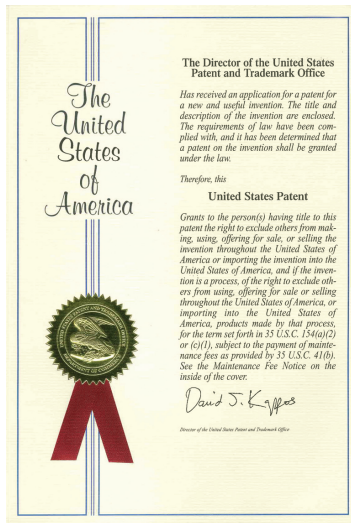 The
United
States
of
America
The Director of the United States
Patent and Trademark Office
Has received an application for a patent for
a new and useful invention. The title and
description of the invention are enclosed.
The requirements of law have been com-
plied with, and it has been determined that
a patent on the invention shall be granted
under the law.
Therefore, this
United States Patent
Grants to the person(s) having title to this
patent the right to exclude others from mak-
ing, using, offering for sale, or selling the
invention throughout the United States of
America or importing the invention into the
United States of America, and if the inven-
tion is a process, of the right to exclude oth-
ers from using, offering for sale or selling
throughout the United States of America, or
importing into the United States of
America, products made by that process,
for the term set forth in 35 U.S.C. 154(a)(2)
or (c)(1), subject to the payment of mainte-
nance fees as provided by 35 U.S.C. 41(b).
See the Maintenance Fee Notice on the
inside of the cover.
David J. Kappos
Director of the United States Patent and Trademark Office